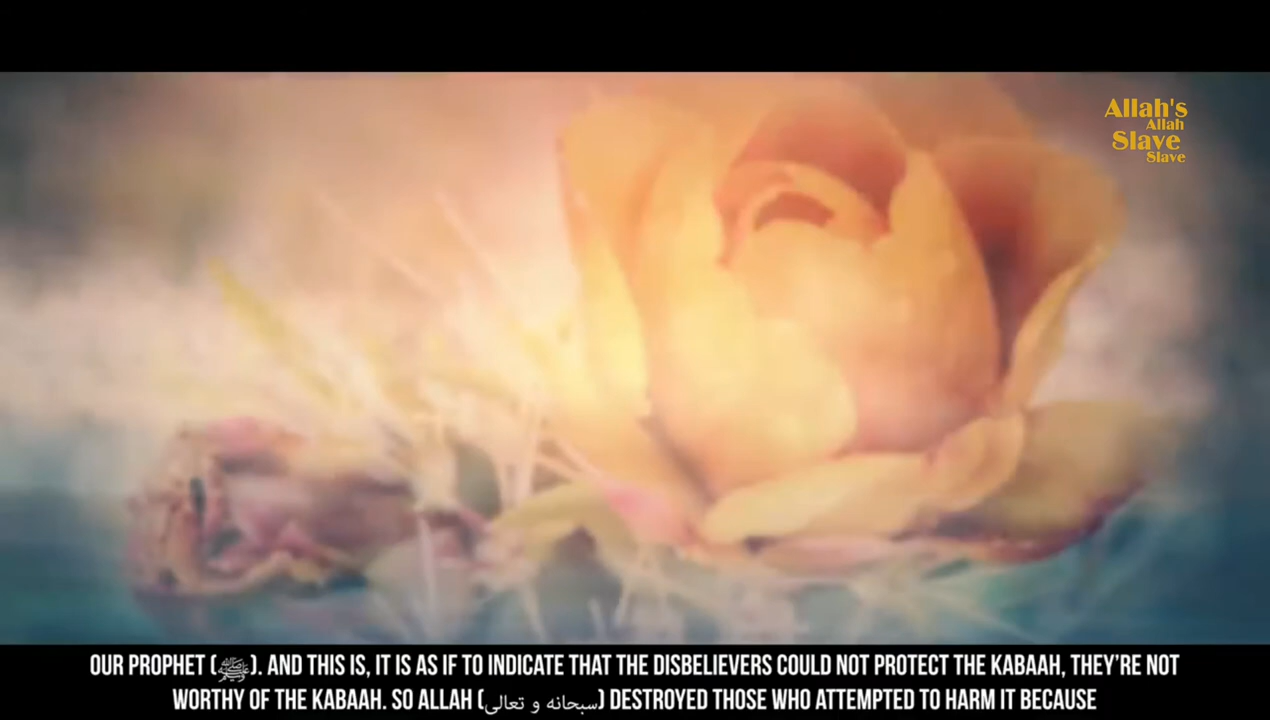 Allah's
Allah
Slave
Slave
OUR PROPHET (ﷺ). AND THIS IS, IT IS AS IF TO INDICATE THAT THE DISBELIEVERS COULD NOT PROTECT THE KABAAH, THEY'RE NOT
WORTHY OF THE KABAAH. SO ALLAH (سبحانه و تعالى) DESTROYED THOSE WHO ATTEMPTED TO HARM IT BECAUSE